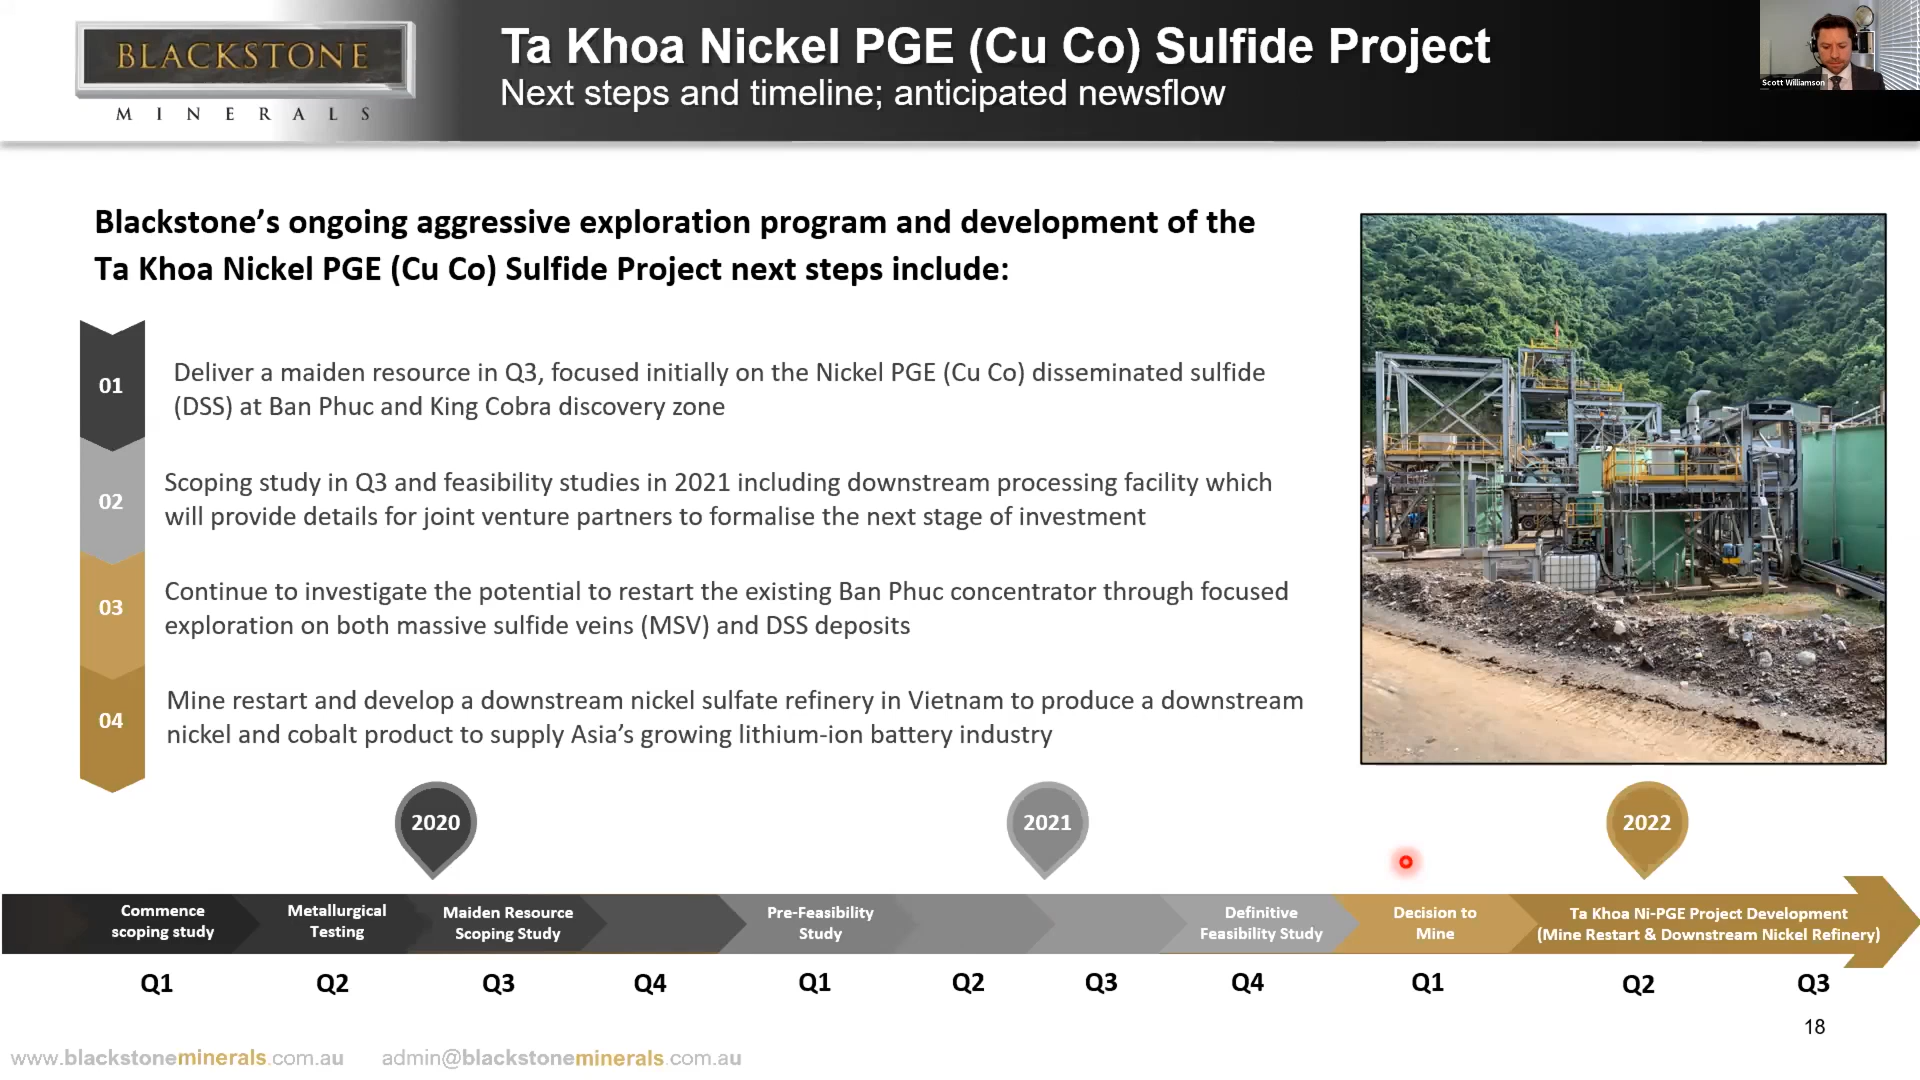 BLACKSTONE
MINERALS
Ta Khoa Nickel PGE (Cu Co) Sulfide Project
Next steps and timeline; anticipated newsflow
Scott Williamson
Blackstone’s ongoing aggressive exploration program and development of the
Ta Khoa Nickel PGE (Cu Co) Sulfide Project next steps include:
01
Deliver a maiden resource in Q3, focused initially on the Nickel PGE (Cu Co) disseminated sulfide
(DSS) at Ban Phuc and King Cobra discovery zone
02
Scoping study in Q3 and feasibility studies in 2021 including downstream processing facility which
will provide details for joint venture partners to formalise the next stage of investment
03
Continue to investigate the potential to restart the existing Ban Phuc concentrator through focused
exploration on both massive sulfide veins (MSV) and DSS deposits
04
Mine restart and develop a downstream nickel sulfate refinery in Vietnam to produce a downstream
nickel and cobalt product to supply Asia’s growing lithium-ion battery industry
2020
2021
2022
Commence
scoping study
Metallurgical
Testing
Maiden Resource
Scoping Study
Pre-Feasibility
Study
Definitive
Feasibility Study
Decision to
Mine
Ta Khoa Ni-PGE Project Development
(Mine Restart & Downstream Nickel Refinery)
Q1 Q2 Q3 Q4 Q1 Q2 Q3 Q4 Q1 Q2 Q3
18
www.blackstoneminerals.com.au admin@blackstoneminerals.com.au